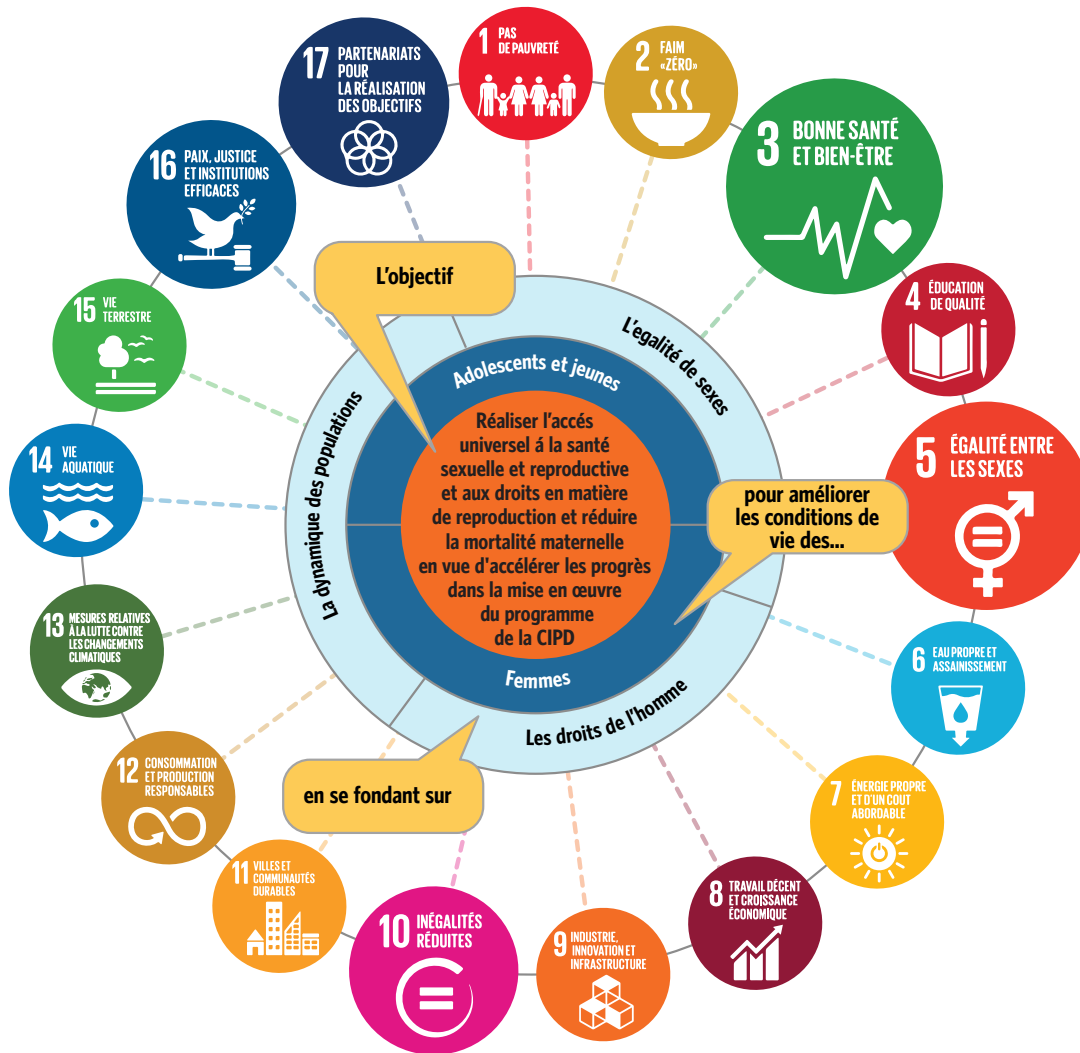 1 PAS
DE PAUVRETÉ
2 FAIM
«ZÉRO»
3 BONNE SANTÉ
ET BIEN-ÊTRE
4 ÉDUCATION
DE QUALITÉ
5 ÉGALITÉ ENTRE
LES SEXES
6 EAU PROPRE ET
ASSAINISSEMENT
7 ÉNERGIE PROPRE
ET D'UN COUT
ABORDABLE
8 TRAVAIL DÉCENT
ET CROISSANCE
ÉCONOMIQUE
9 INDUSTRIE,
INNOVATION ET
INFRASTRUCTURE
10 INÉGALITÉS
RÉDUITES
11 VILLES ET
COMMUNAUTÉS
DURABLES
12 CONSOMMATION
ET PRODUCTION
RESPONSABLES
13 MESURES RELATIVES
À LA LUTTE CONTRE
LES CHANGEMENTS
CLIMATIQUES
14 VIE
AQUATIQUE
15 VIE
TERRESTRE
16 PAIX, JUSTICE
ET INSTITUTIONS
EFFICACES
17 PARTENARIATS
POUR
LA RÉALISATION
DES OBJECTIFS
L'objectif
Réaliser l'accés
universel á la santé
sexuelle et reproductive
et aux droits en matière
de reproduction et réduire
la mortalité maternelle
en vue d'accélérer les progrès
dans la mise en œuvre
du programme
de la CIPD
pour améliorer
les conditions de
vie des...
Adolescents et jeunes
Femmes
en se fondant sur
La dynamique des populations
L'egalité de sexes
Les droits de l'homme